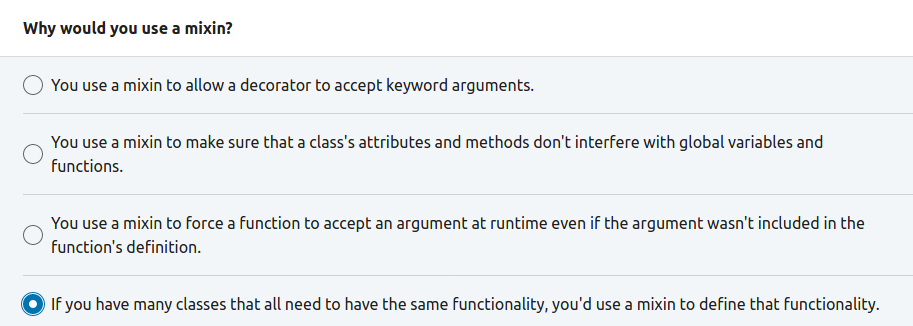 Why would you use a mixin?
You use a mixin to allow a decorator to accept keyword arguments.
You use a mixin to make sure that a class's attributes and methods don't interfere with global variables and
functions.
You use a mixin to force a function to accept an argument at runtime even if the argument wasn't included in the
function's definition.
If you have many classes that all need to have the same functionality, you'd use a mixin to define that functionality.